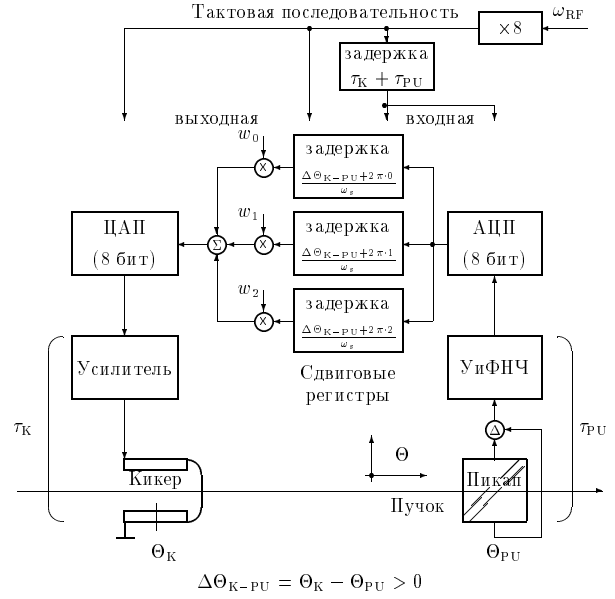 Тактовая последовательность
×8
ω_RF
задержка
τ_K + τ_PU
выходная
входная
w_0
задержка
ΔΘ_K−PU+2π·0
ω_s
w_1
ЦАП
(8 бит)
Σ
задержка
ΔΘ_K−PU+2π·1
ω_s
АЦП
(8 бит)
w_2
задержка
ΔΘ_K−PU+2π·2
ω_s
Усилитель
Сдвиговые
регистры
УиФНЧ
τ_K
Δ
τ_PU
Θ
Кикер
Пикап
Пучок
Θ_K
Θ_PU
ΔΘ_K−PU = Θ_K − Θ_PU > 0